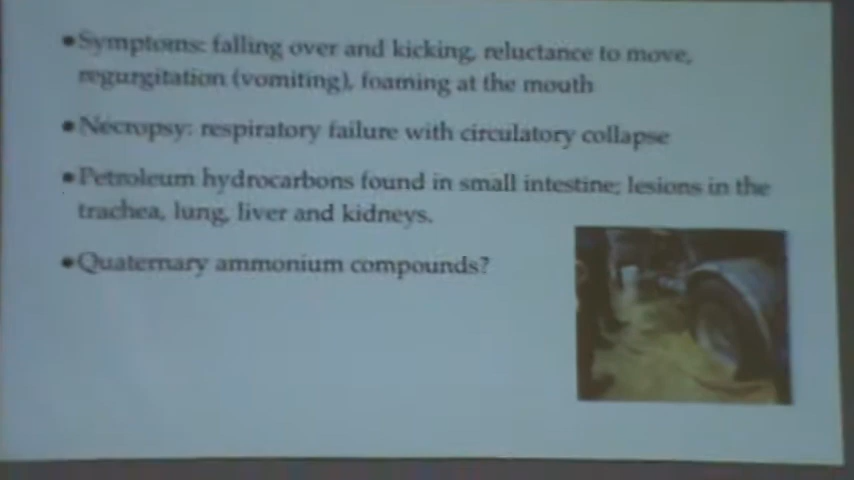 •Symptoms: falling over and kicking, reluctance to move,
regurgitation (vomiting), foaming at the mouth
•Necropsy: respiratory failure with circulatory collapse
•Petroleum hydrocarbons found in small intestine; lesions in the
trachea, lung, liver and kidneys.
•Quaternary ammonium compounds?